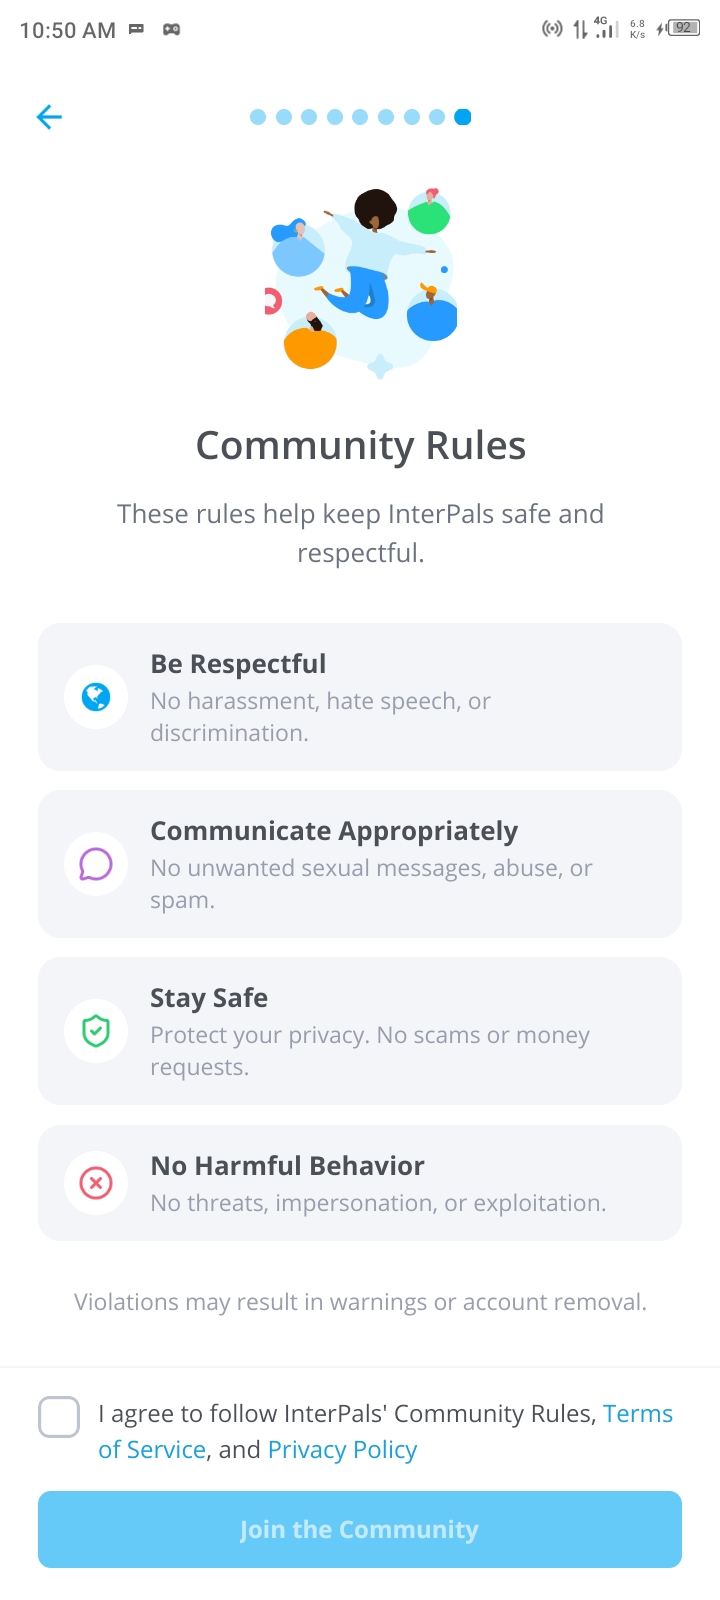 10:50 AM
4G
6.8
K/s
92
Community Rules
These rules help keep InterPals safe and
respectful.
Be Respectful
No harassment, hate speech, or
discrimination.
Communicate Appropriately
No unwanted sexual messages, abuse, or
spam.
Stay Safe
Protect your privacy. No scams or money
requests.
No Harmful Behavior
No threats, impersonation, or exploitation.
Violations may result in warnings or account removal.
I agree to follow InterPals' Community Rules, Terms
of Service, and Privacy Policy
Join the Community